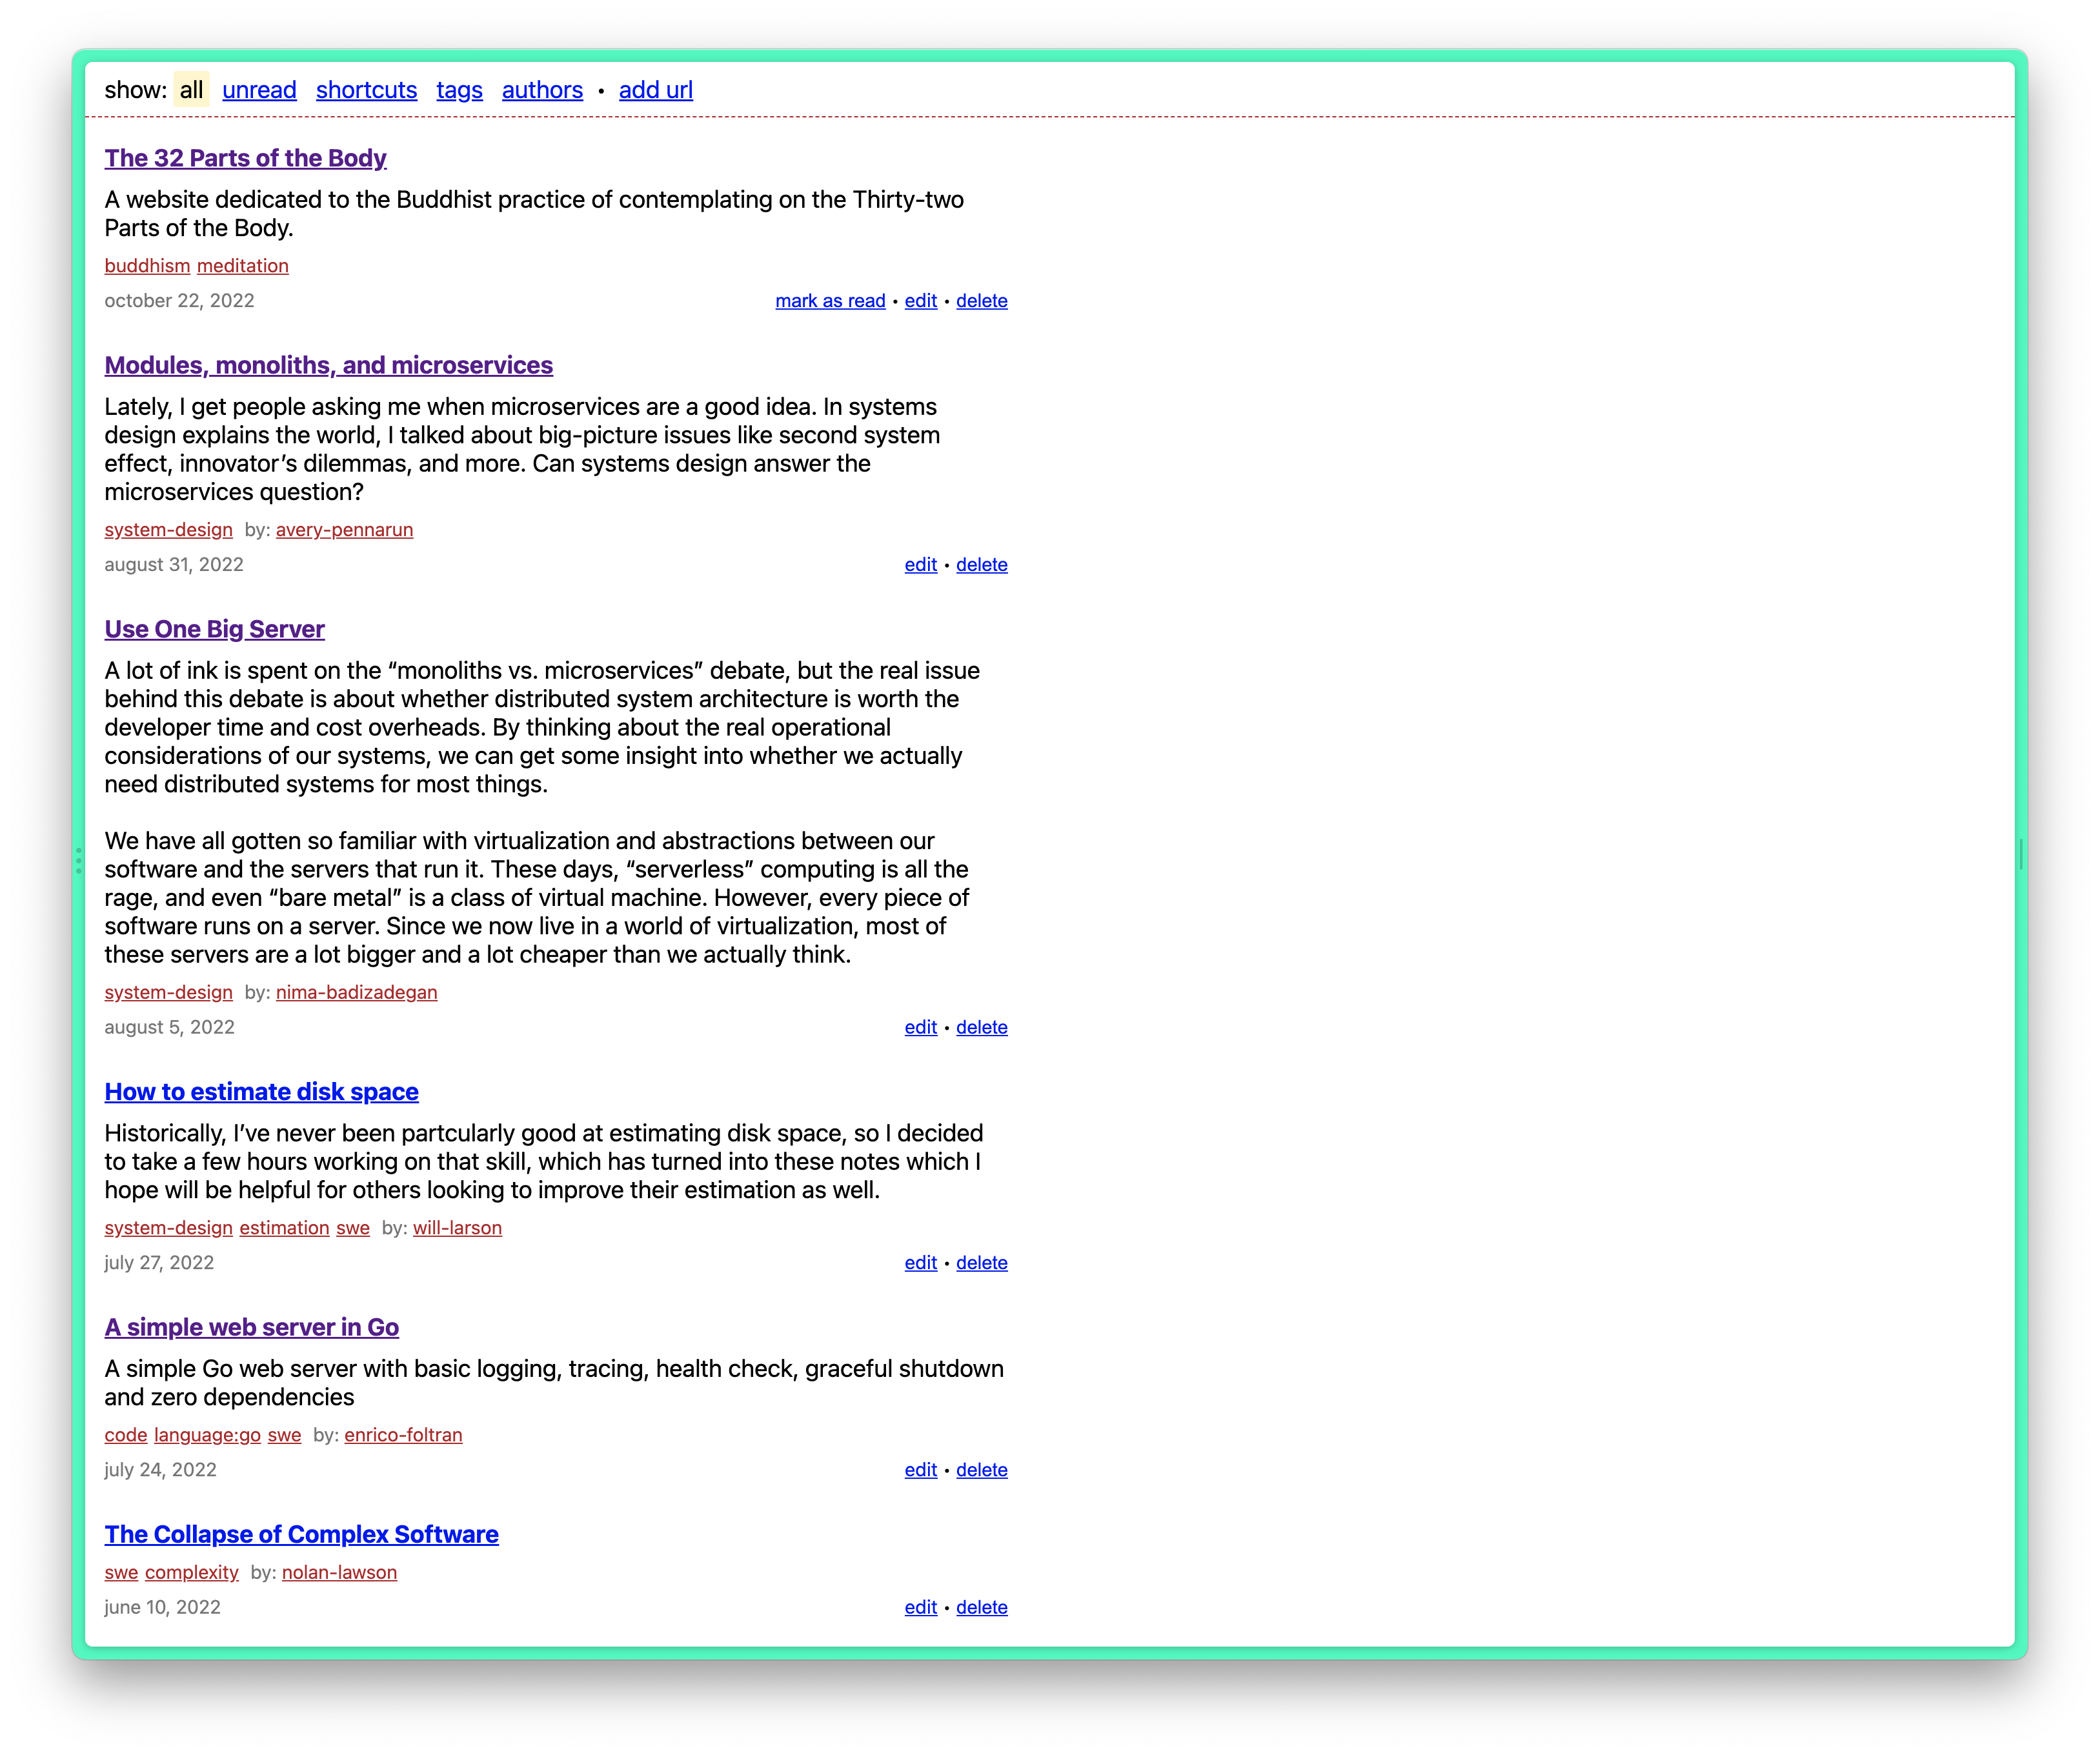 show: all unread shortcuts tags authors • add url
The 32 Parts of the Body
A website dedicated to the Buddhist practice of contemplating on the Thirty-two
Parts of the Body.
buddhism meditation
october 22, 2022 mark as read • edit • delete
Modules, monoliths, and microservices
Lately, I get people asking me when microservices are a good idea. In systems
design explains the world, I talked about big-picture issues like second system
effect, innovator’s dilemmas, and more. Can systems design answer the
microservices question?
system-design by: avery-pennarun
august 31, 2022 edit • delete
Use One Big Server
A lot of ink is spent on the “monoliths vs. microservices” debate, but the real issue
behind this debate is about whether distributed system architecture is worth the
developer time and cost overheads. By thinking about the real operational
considerations of our systems, we can get some insight into whether we actually
need distributed systems for most things.
We have all gotten so familiar with virtualization and abstractions between our
software and the servers that run it. These days, “serverless” computing is all the
rage, and even “bare metal” is a class of virtual machine. However, every piece of
software runs on a server. Since we now live in a world of virtualization, most of
these servers are a lot bigger and a lot cheaper than we actually think.
system-design by: nima-badizadegan
august 5, 2022 edit • delete
How to estimate disk space
Historically, I’ve never been partcularly good at estimating disk space, so I decided
to take a few hours working on that skill, which has turned into these notes which I
hope will be helpful for others looking to improve their estimation as well.
system-design estimation swe by: will-larson
july 27, 2022 edit • delete
A simple web server in Go
A simple Go web server with basic logging, tracing, health check, graceful shutdown
and zero dependencies
code language:go swe by: enrico-foltran
july 24, 2022 edit • delete
The Collapse of Complex Software
swe complexity by: nolan-lawson
june 10, 2022 edit • delete